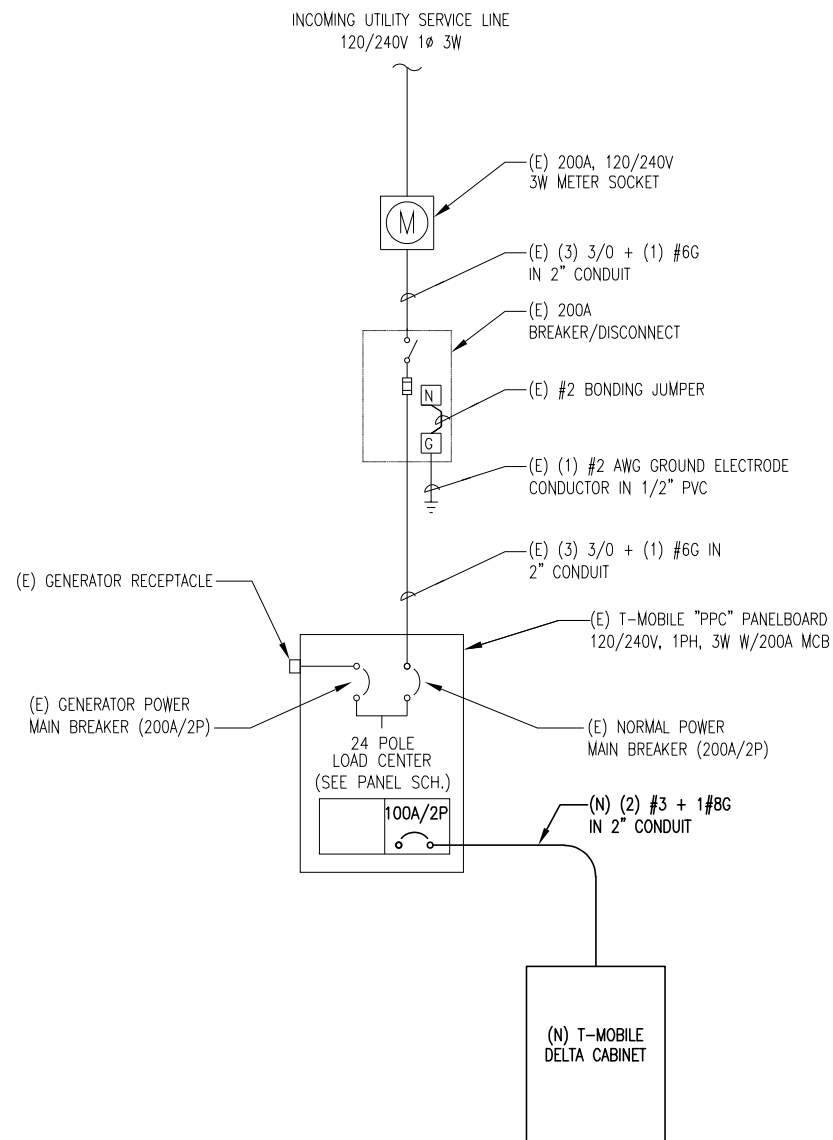 INCOMING UTILITY SERVICE LINE
120/240V 1ø 3W
(E) 200A, 120/240V
3W METER SOCKET
M
(E) (3) 3/0 + (1) #6G
IN 2" CONDUIT
(E) 200A
BREAKER/DISCONNECT
N
(E) #2 BONDING JUMPER
G
(E) (1) #2 AWG GROUND ELECTRODE
CONDUCTOR IN 1/2" PVC
(E) (3) 3/0 + (1) #6G IN
2" CONDUIT
(E) GENERATOR RECEPTACLE
(E) T-MOBILE "PPC" PANELBOARD
120/240V, 1PH, 3W W/200A MCB
(E) GENERATOR POWER
MAIN BREAKER (200A/2P)
(E) NORMAL POWER
MAIN BREAKER (200A/2P)
24 POLE
LOAD CENTER
(SEE PANEL SCH.)
100A/2P
(N) (2) #3 + 1#8G
IN 2" CONDUIT
(N) T-MOBILE
DELTA CABINET